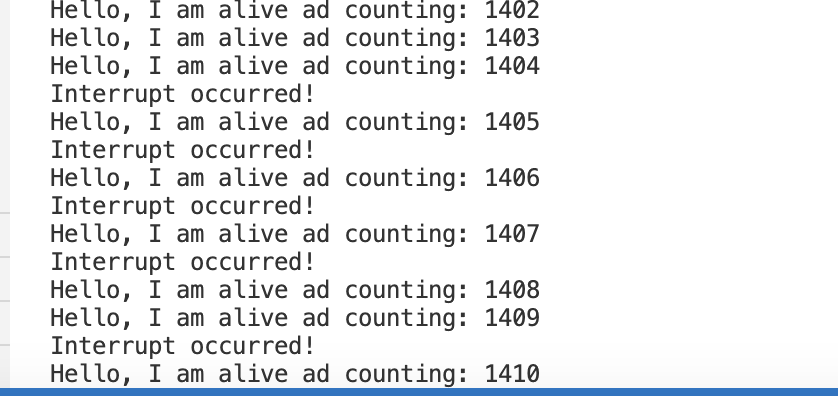 Hello, I am alive ad counting: 1402
Hello, I am alive ad counting: 1403
Hello, I am alive ad counting: 1404
Interrupt occurred!
Hello, I am alive ad counting: 1405
Interrupt occurred!
Hello, I am alive ad counting: 1406
Interrupt occurred!
Hello, I am alive ad counting: 1407
Interrupt occurred!
Hello, I am alive ad counting: 1408
Hello, I am alive ad counting: 1409
Interrupt occurred!
Hello, I am alive ad counting: 1410